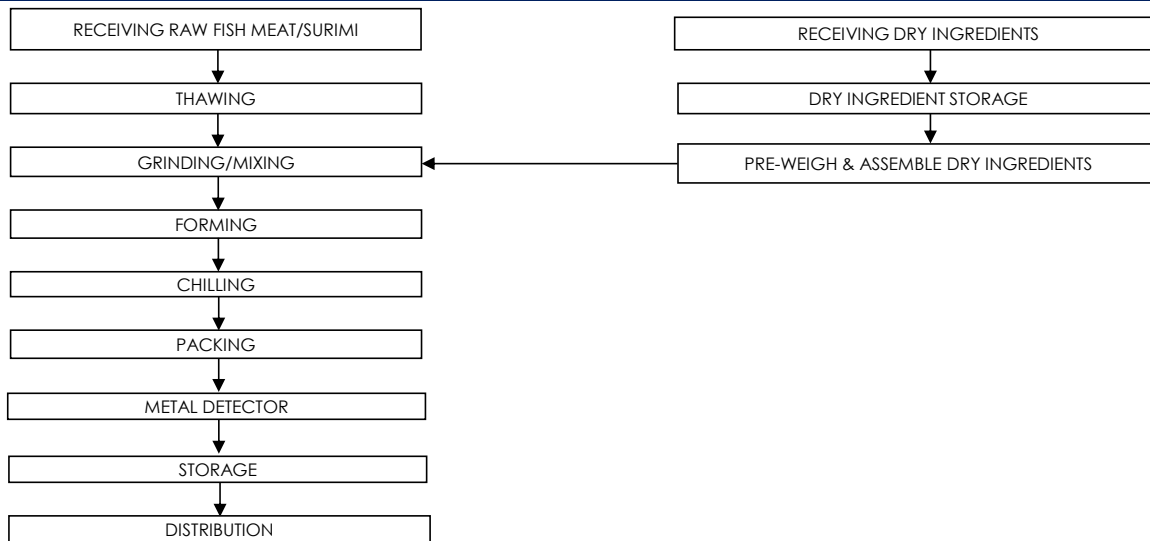 RECEIVING RAW FISH MEAT/SURIMI
THAWING
GRINDING/MIXING
FORMING
CHILLING
PACKING
METAL DETECTOR
STORAGE
DISTRIBUTION
RECEIVING DRY INGREDIENTS
DRY INGREDIENT STORAGE
PRE-WEIGH & ASSEMBLE DRY INGREDIENTS